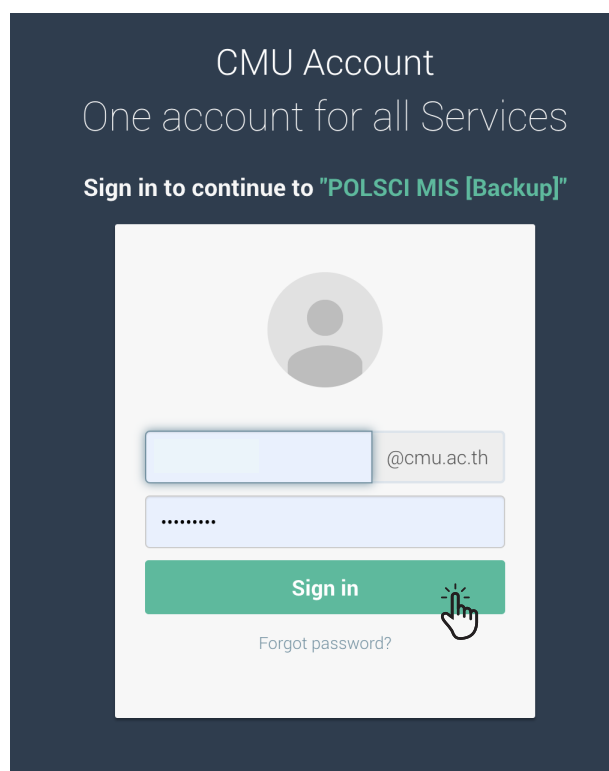 CMU Account
One account for all Services
Sign in to continue to "POLSCI MIS [Backup]"
@cmu.ac.th
•••••••••
Sign in
Forgot password?